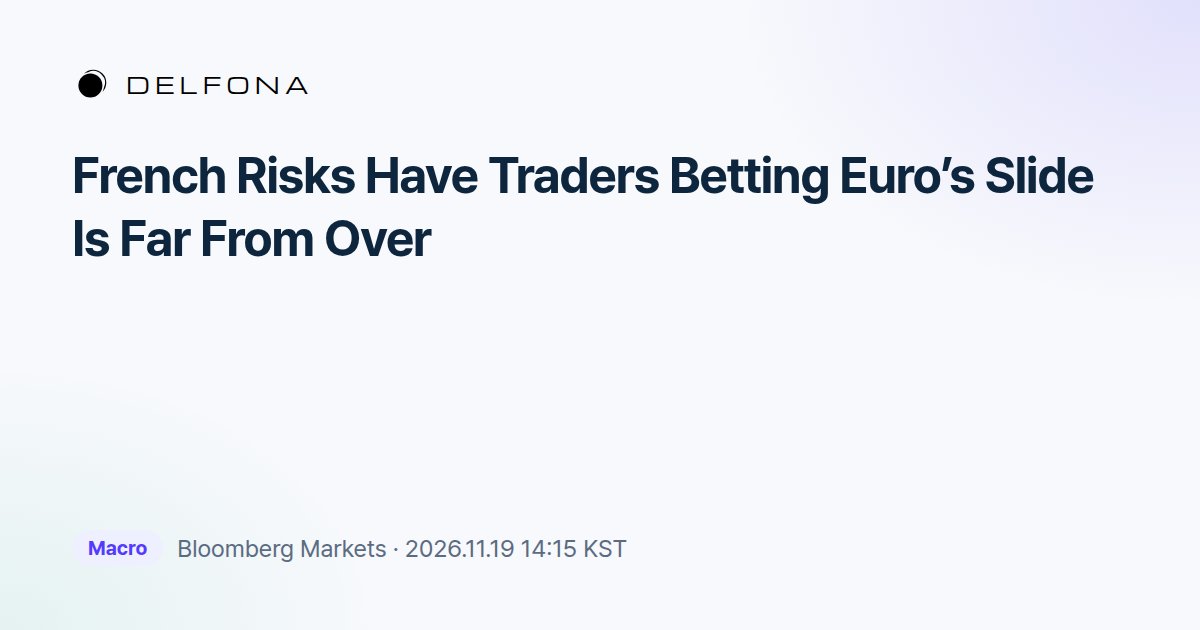 DELFONA
French Risks Have Traders Betting Euro’s Slide
Is Far From Over
Macro Bloomberg Markets · 2026.11.19 14:15 KST